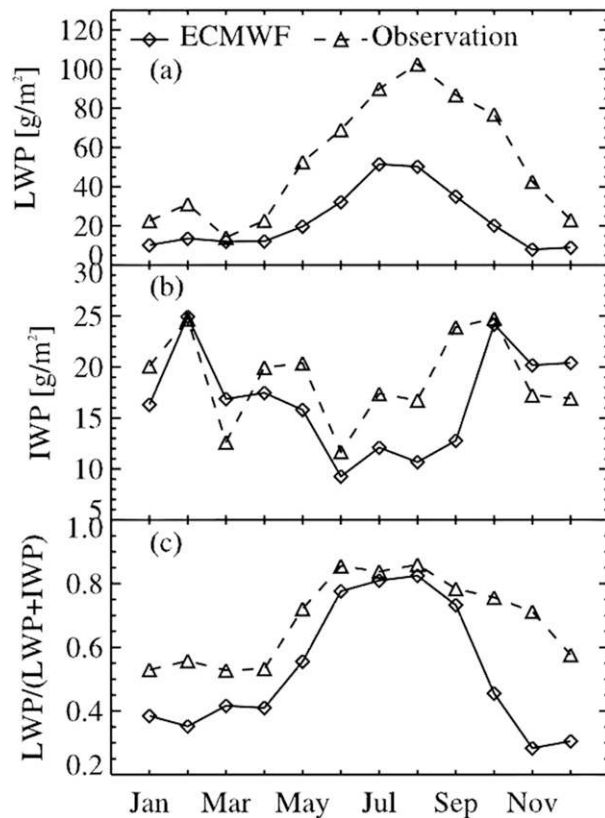 120
100
80
60
40
20
0
LWP [g/m²]
ECMWF
Observation
(a)
30
25
20
15
10
5
IWP [g/m²]
(b)
1.0
0.8
0.6
0.4
0.2
LWP/(LWP+IWP)
(c)
Jan Mar May Jul Sep Nov